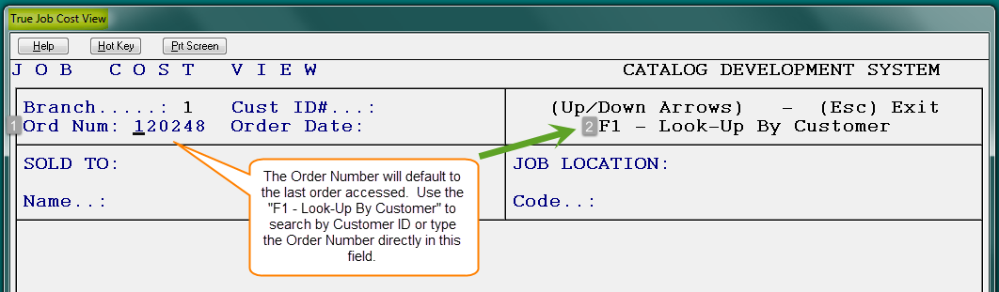 True Job Cost View
Help Hot Key Prt Screen
J O B   C O S T   V I E W CATALOG DEVELOPMENT SYSTEM
Branch.....: 1 Cust ID#...: (Up/Down Arrows) – (Esc) Exit
1 Ord Num: 120248 Order Date: 2 F1 – Look-Up By Customer
SOLD TO: JOB LOCATION:
Name..: Code..:
The Order Number will default to
the last order accessed. Use the
"F1 - Look-Up By Customer" to
search by Customer ID or type
the Order Number directly in this
field.